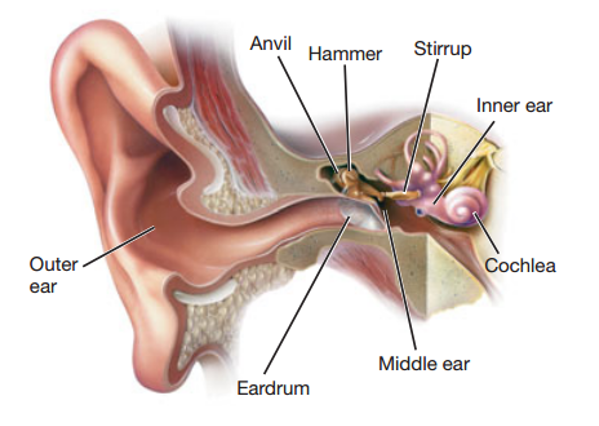 Anvil
Hammer
Stirrup
Inner ear
Outer
ear
Cochlea
Middle ear
Eardrum